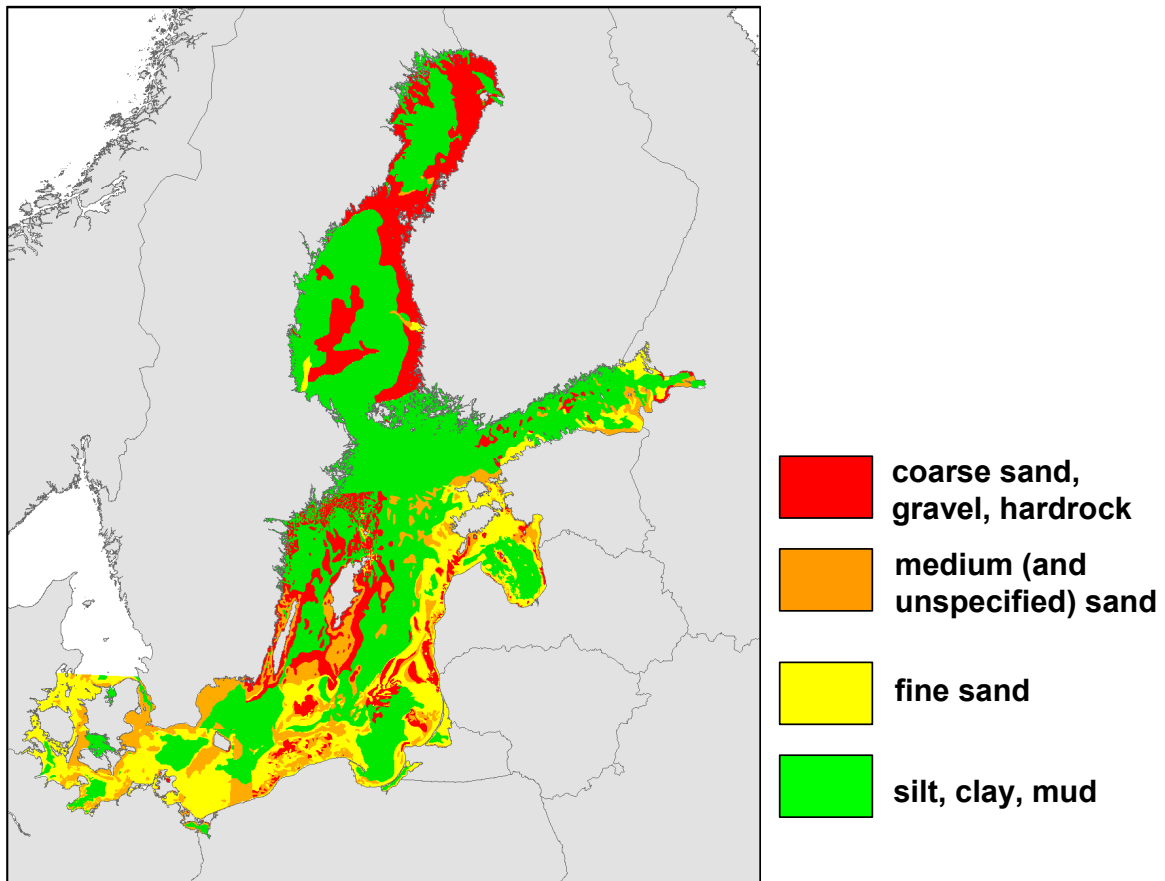 coarse sand,
gravel, hardrock
medium (and
unspecified) sand
fine sand
silt, clay, mud